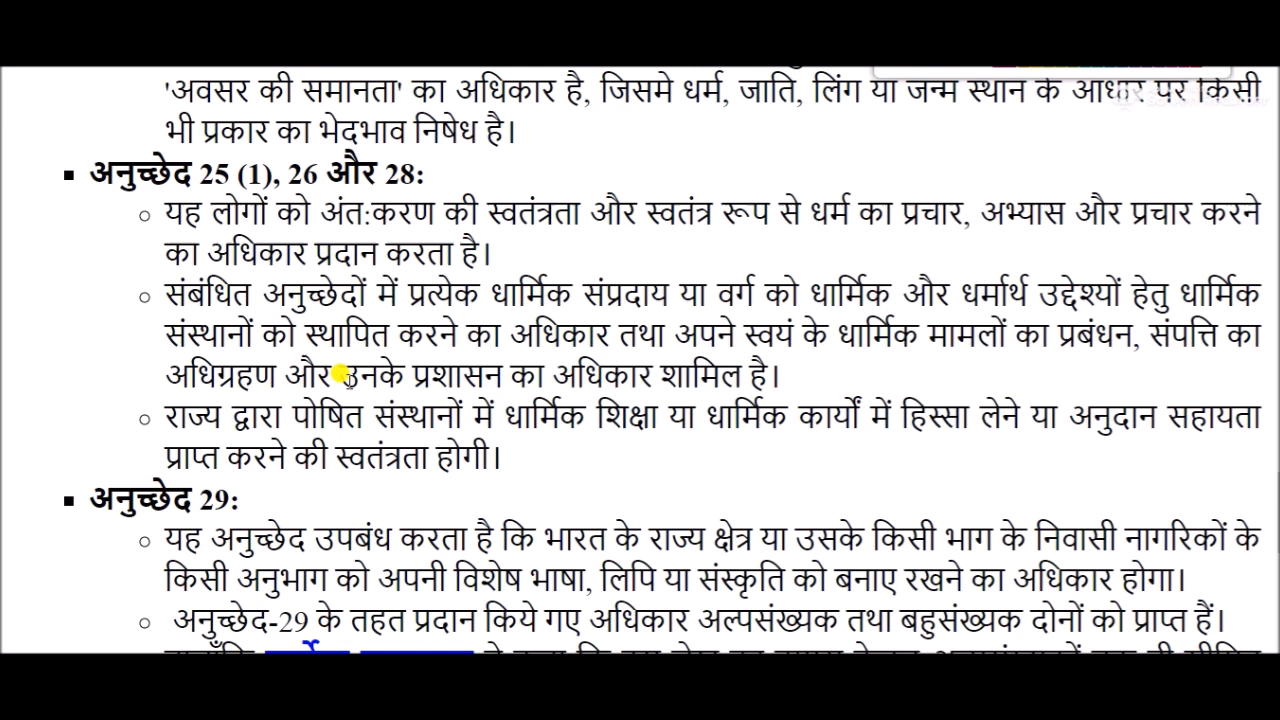 'अवसर की समानता' का अधिकार है, जिसमे धर्म, जाति, लिंग या जन्म स्थान के आधार पर किसी
भी प्रकार का भेदभाव निषेध है।
▪ अनुच्छेद 25 (1), 26 और 28:
○ यह लोगों को अंत:करण की स्वतंत्रता और स्वतंत्र रूप से धर्म का प्रचार, अभ्यास और प्रचार करने
का अधिकार प्रदान करता है।
○ संबंधित अनुच्छेदों में प्रत्येक धार्मिक संप्रदाय या वर्ग को धार्मिक और धर्मार्थ उद्देश्यों हेतु धार्मिक
संस्थानों को स्थापित करने का अधिकार तथा अपने स्वयं के धार्मिक मामलों का प्रबंधन, संपत्ति का
अधिग्रहण और उनके प्रशासन का अधिकार शामिल है।
○ राज्य द्वारा पोषित संस्थानों में धार्मिक शिक्षा या धार्मिक कार्यों में हिस्सा लेने या अनुदान सहायता
प्राप्त करने की स्वतंत्रता होगी।
▪ अनुच्छेद 29:
○ यह अनुच्छेद उपबंध करता है कि भारत के राज्य क्षेत्र या उसके किसी भाग के निवासी नागरिकों के
किसी अनुभाग को अपनी विशेष भाषा, लिपि या संस्कृति को बनाए रखने का अधिकार होगा।
○ अनुच्छेद-29 के तहत प्रदान किये गए अधिकार अल्पसंख्यक तथा बहुसंख्यक दोनों को प्राप्त हैं।